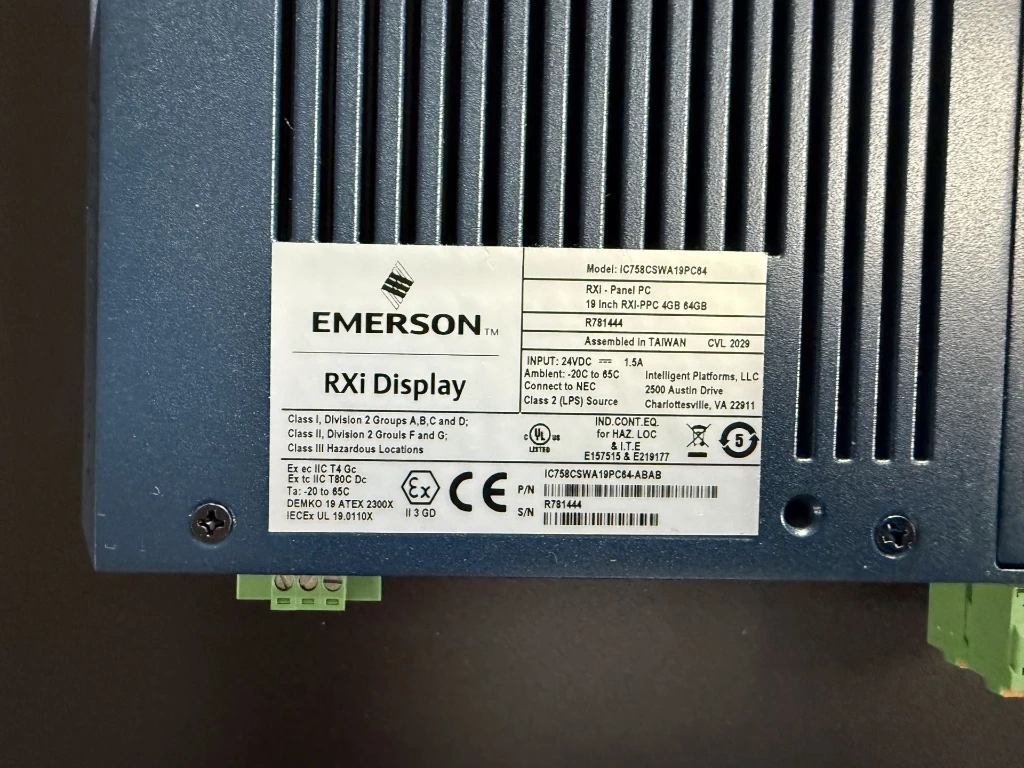 EMERSON™
RXi Display
Model: IC758CSWA19PC64
RXI - Panel PC
19 Inch RXI-PPC 4GB 64GB
R781444
Assembled in TAIWAN CVL 2029
INPUT: 24VDC ⎓ 1.5A
Ambient: -20C to 65C
Connect to NEC
Class 2 (LPS) Source
Intelligent Platforms, LLC
2500 Austin Drive
Charlottesville, VA 22911
Class I, Division 2 Groups A,B,C and D;
Class II, Division 2 Grouls F and G;
Class III Hazardous Locations
C UL US
LISTED
IND.CONT.EQ.
for HAZ. LOC
& I.T.E
E157515 & E219177
5
Ex ec IIC T4 Gc
Ex tc IIC T80C Dc
Ta: -20 to 65C
DEMKO 19 ATEX 2300X
IECEx UL 19.0110X
Ex
II 3 GD
CE
IC758CSWA19PC64-ABAB
P/N
R781444
S/N